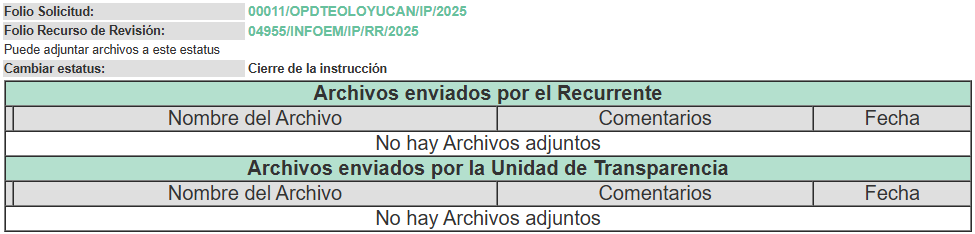 Folio Solicitud: 00011/OPDTEOLOYUCAN/IP/2025
Folio Recurso de Revisión: 04955/INFOEM/IP/RR/2025
Puede adjuntar archivos a este estatus
Cambiar estatus: Cierre de la instrucción
Archivos enviados por el Recurrente
Nombre del Archivo Comentarios Fecha
No hay Archivos adjuntos
Archivos enviados por la Unidad de Transparencia
Nombre del Archivo Comentarios Fecha
No hay Archivos adjuntos